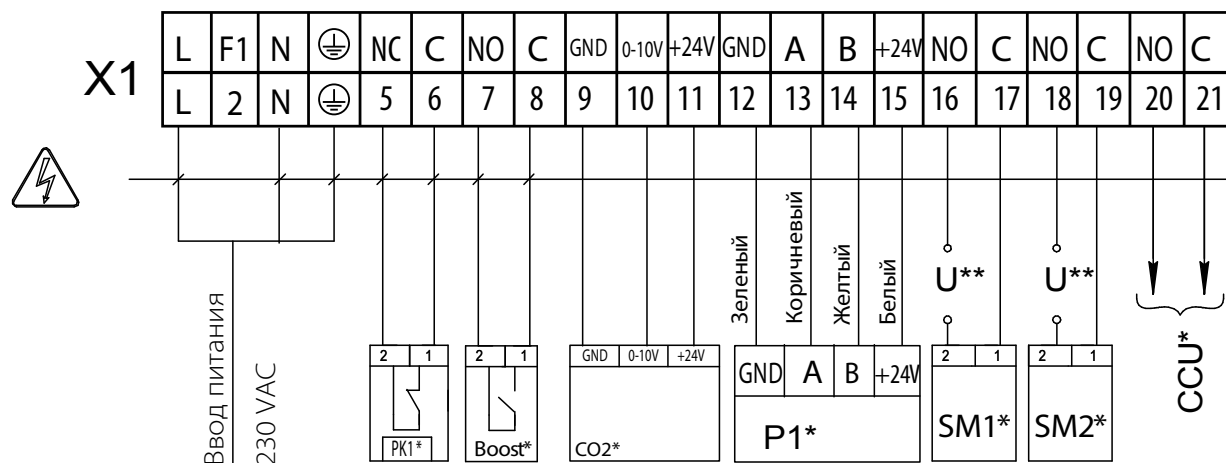 X1
L F1 N NC C NO C GND 0-10V +24V GND A B +24V NO C NO C NO C
L 2 N 5 6 7 8 9 10 11 12 13 14 15 16 17 18 19 20 21
Ввод питания
230 VAC
Зеленый
Коричневый
Желтый
Белый
U**
U**
2 1
PK1*
2 1
Boost*
GND 0-10V +24V
CO2*
GND A B +24V
P1*
2 1
SM1*
2 1
SM2*
CCU*